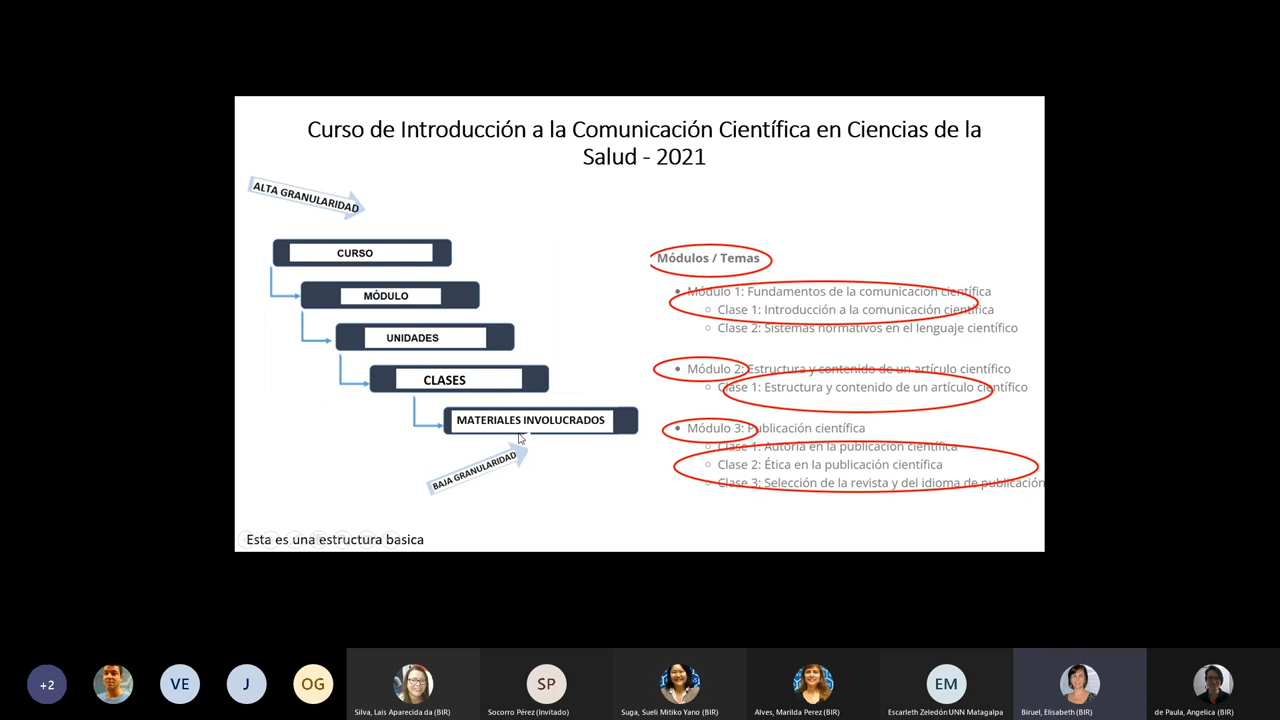 Curso de Introducción a la Comunicación Científica en Ciencias de la
Salud - 2021
ALTA GRANULARIDAD
CURSO
MÓDULO
UNIDADES
CLASES
MATERIALES INVOLUCRADOS
BAJA GRANULARIDAD
Módulos / Temas
Módulo 1: Fundamentos de la comunicación científica
Clase 1: Introducción a la comunicación científica
Clase 2: Sistemas normativos en el lenguaje científico
Módulo 2: Estructura y contenido de un artículo científico
Clase 1: Estructura y contenido de un artículo científico
Módulo 3: Publicación científica
Clase 1: Autoría en la publicación científica
Clase 2: Ética en la publicación científica
Clase 3: Selección de la revista y del idioma de publicación
Esta es una estructura basica
+2
VE
J
OG
SP
EM
Silva, Lais Aparecida da (BIR)
Socorro Pérez (Invitado)
Suga, Sueli Mitiko Yano (BIR)
Alves, Marilda Perez (BIR)
Escarleth Zeledón UNN Matagalpa
Biruel, Elisabeth (BIR)
de Paula, Angelica (BIR)